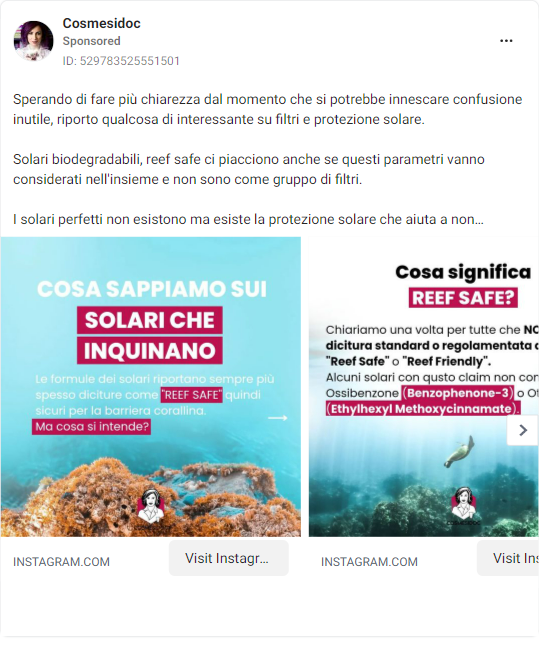 Cosmesidoc
Sponsored
ID: 529783525551501
Sperando di fare più chiarezza dal momento che si potrebbe innescare confusione
inutile, riporto qualcosa di interessante su filtri e protezione solare.
Solari biodegradabili, reef safe ci piacciono anche se questi parametri vanno
considerati nell'insieme e non sono come gruppo di filtri.
I solari perfetti non esistono ma esiste la protezione solare che aiuta a non...
COSA SAPPIAMO SUI
SOLARI CHE
INQUINANO
Le formule dei solari riportano sempre più
spesso diciture come "REEF SAFE" quindi
sicuri per la barriera corallina.
Ma cosa si intende?
INSTAGRAM.COM
Visit Instagr...
Cosa significa
REEF SAFE?
Chiariamo una volta per tutte che NO
dicitura standard o regolamentata
"Reef Safe" o "Reef Friendly".
Alcuni solari con qusto claim non con
Ossibenzone (Benzophenone-3) o
(Ethylhexyl Methoxycinnamate).
INSTAGRAM.COM
Visit Ins